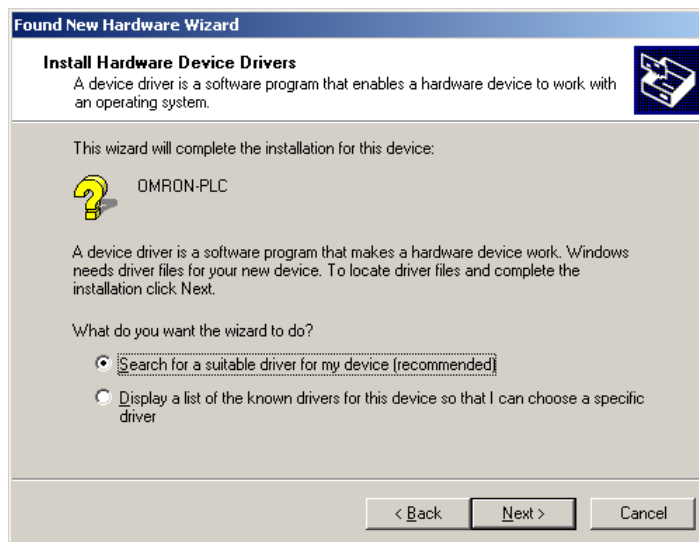 Found New Hardware Wizard
Install Hardware Device Drivers
A device driver is a software program that enables a hardware device to work with
an operating system.
This wizard will complete the installation for this device:
OMRON-PLC
A device driver is a software program that makes a hardware device work. Windows
needs driver files for your new device. To locate driver files and complete the
installation click Next.
What do you want the wizard to do?
Search for a suitable driver for my device (recommended)
Display a list of the known drivers for this device so that I can choose a specific
driver
< Back
Next >
Cancel